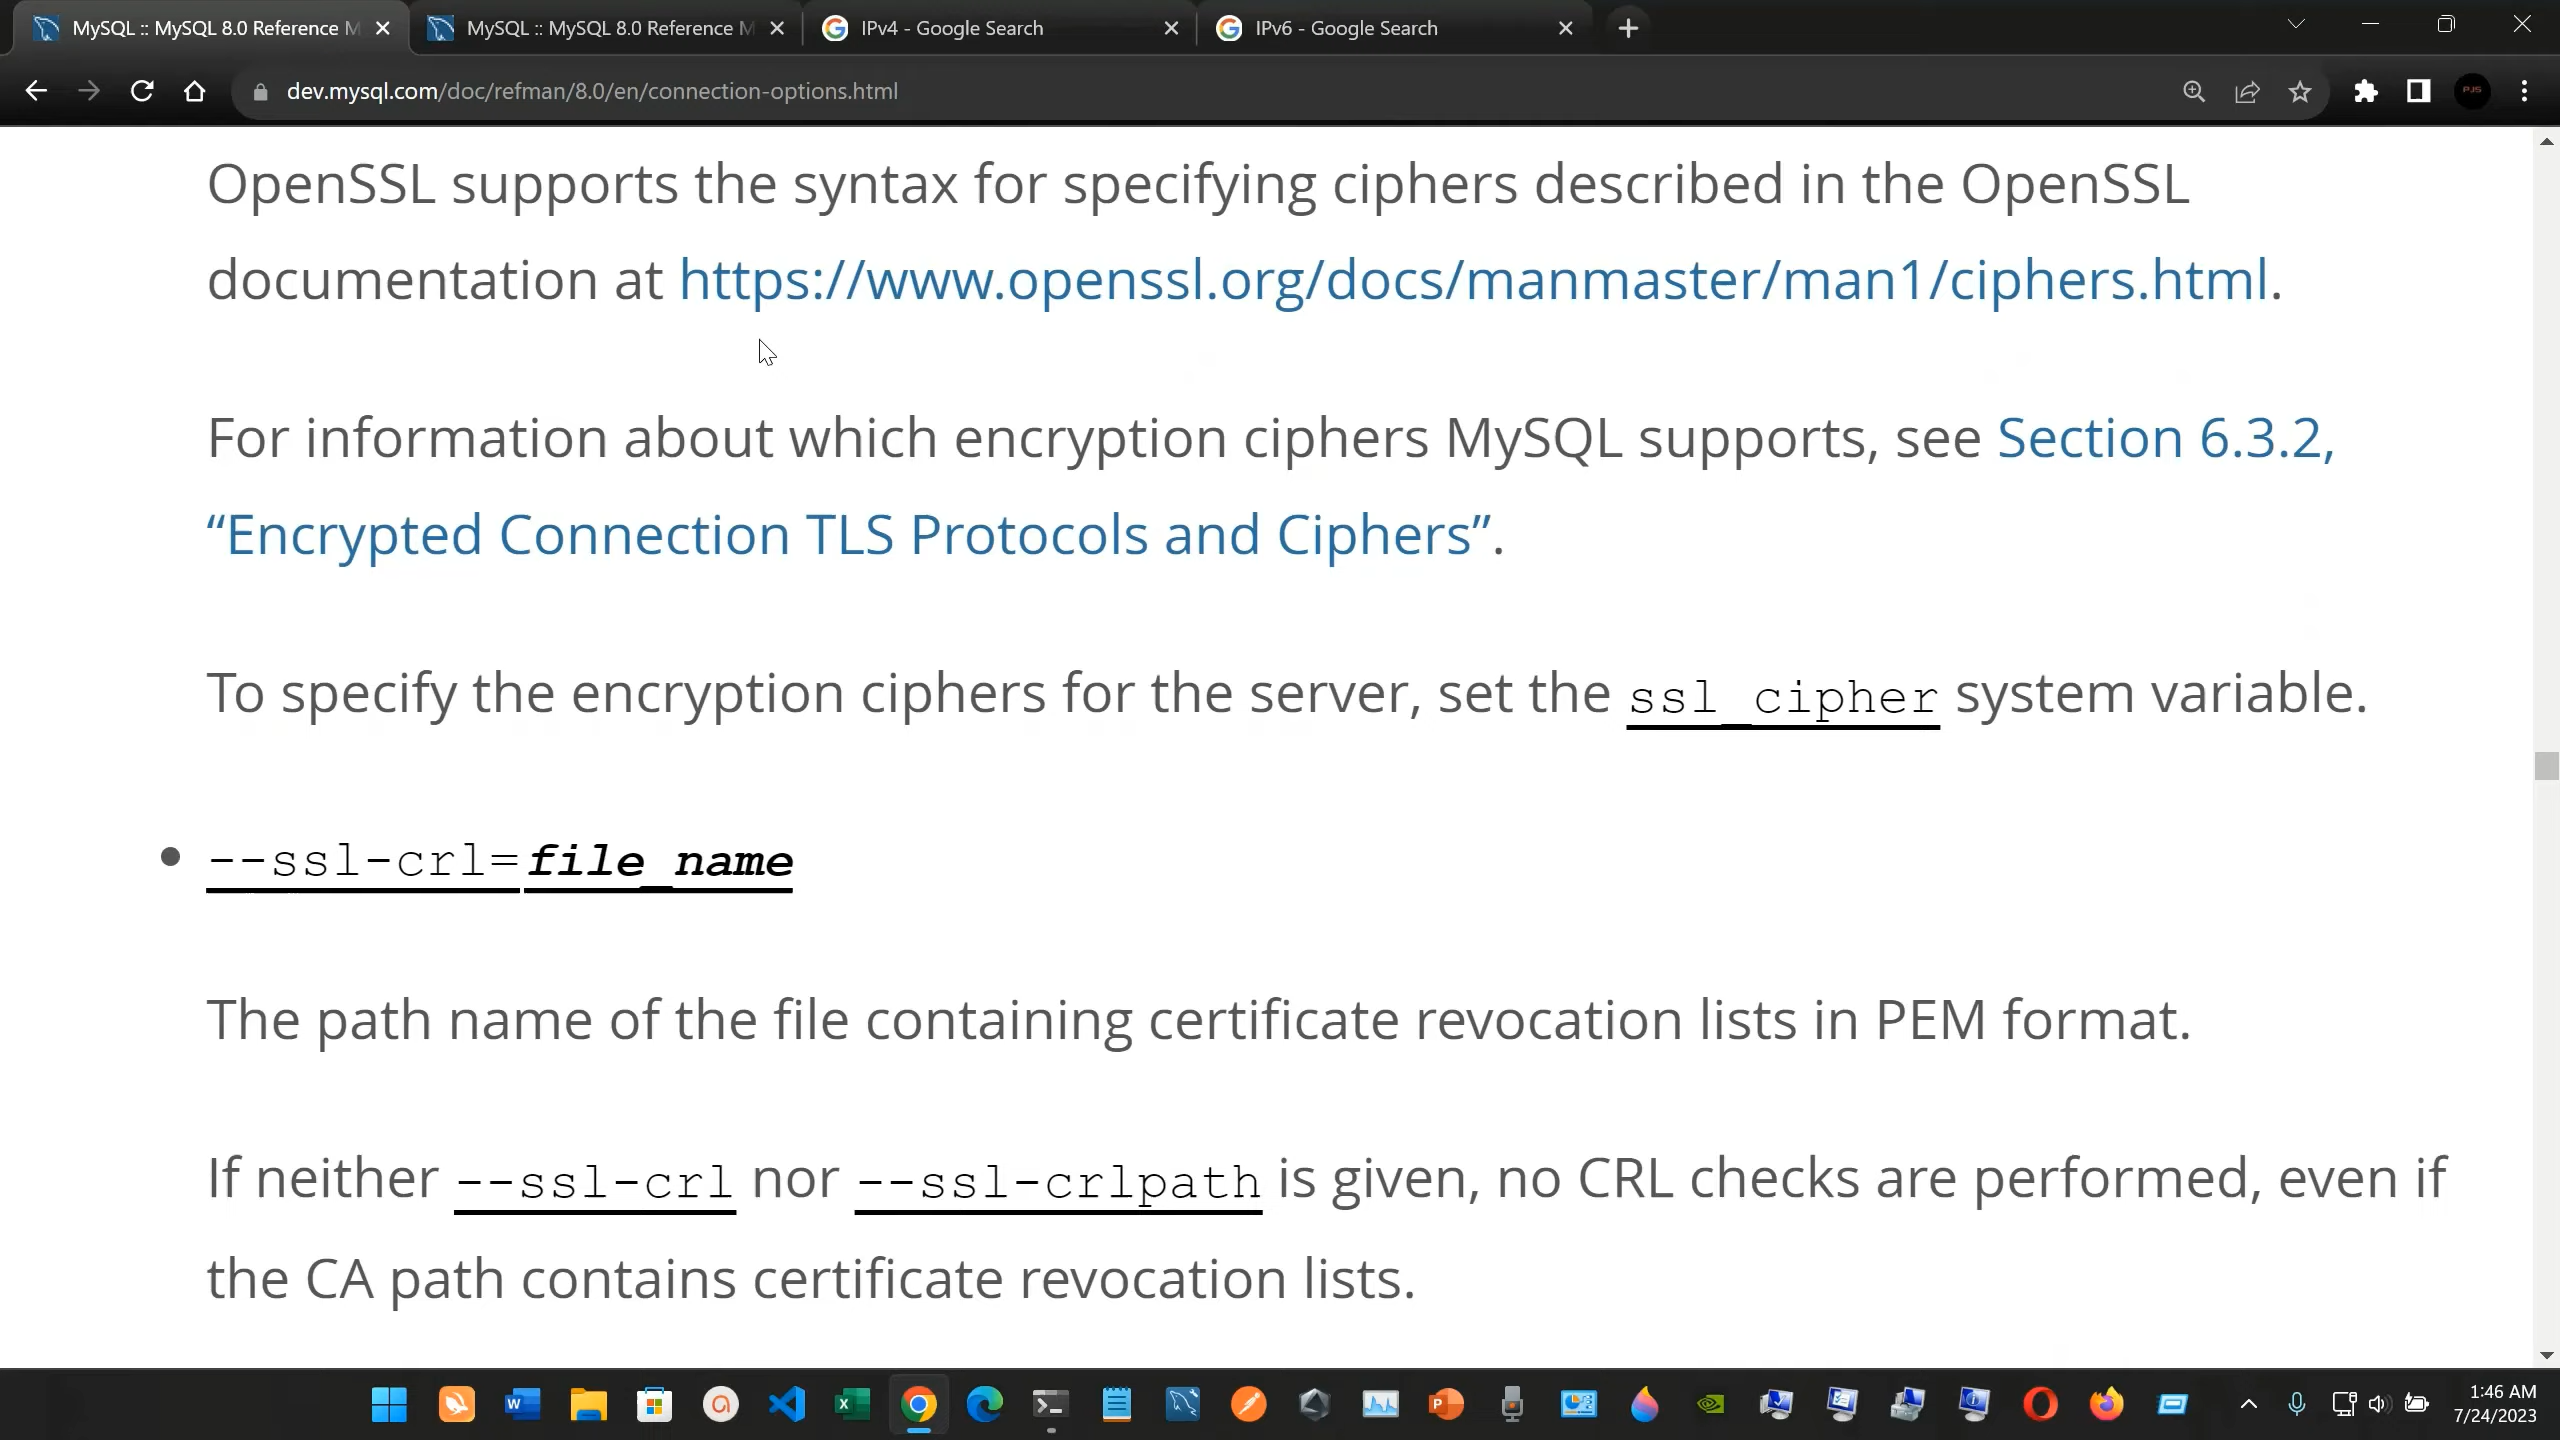 MySQL :: MySQL 8.0 Reference M
MySQL :: MySQL 8.0 Reference M
IPv4 - Google Search
IPv6 - Google Search
dev.mysql.com/doc/refman/8.0/en/connection-options.html
PJS
OpenSSL supports the syntax for specifying ciphers described in the OpenSSL
documentation at https://www.openssl.org/docs/manmaster/man1/ciphers.html.
For information about which encryption ciphers MySQL supports, see Section 6.3.2,
“Encrypted Connection TLS Protocols and Ciphers”.
To specify the encryption ciphers for the server, set the ssl_cipher system variable.
• --ssl-crl=file_name
The path name of the file containing certificate revocation lists in PEM format.
If neither --ssl-crl nor --ssl-crlpath is given, no CRL checks are performed, even if
the CA path contains certificate revocation lists.
1:46 AM
7/24/2023